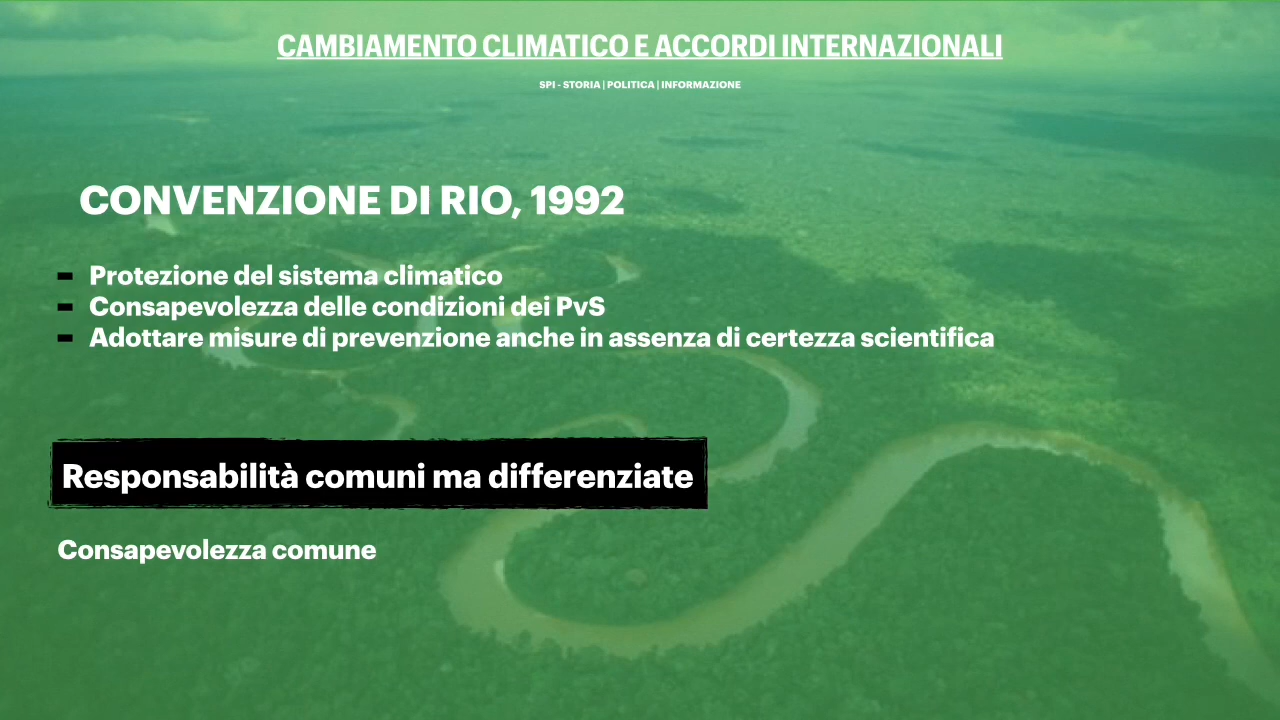 CAMBIAMENTO CLIMATICO E ACCORDI INTERNAZIONALI
SPI - STORIA | POLITICA | INFORMAZIONE
CONVENZIONE DI RIO, 1992
- Protezione del sistema climatico
- Consapevolezza delle condizioni dei PvS
- Adottare misure di prevenzione anche in assenza di certezza scientifica
Responsabilità comuni ma differenziate
Consapevolezza comune